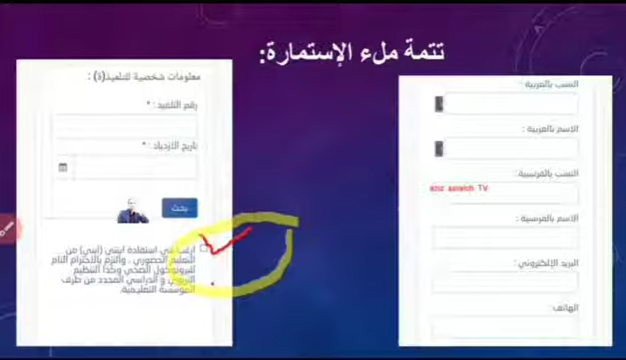 تتمة ملء الإستمارة:
النسب بالعربية :
الاسم بالعربية :
النسب بالفرنسية :
aziz asraich TV
الاسم بالفرنسية :
البريد الإلكتروني :
الهاتف :
معلومات شخصية للتلميذ(ة) :
رقم التلميذ : *
تاريخ الازدياد : *
بحث
أرغب في استفادة ابنتي (ابني) من
التعليم الحضوري ، وألتزم بالاحترام التام
للبروتوكول الصحي وكذا التنظيم
التربوي و الدراسي المحدد من طرف
المؤسسة التعليمية.